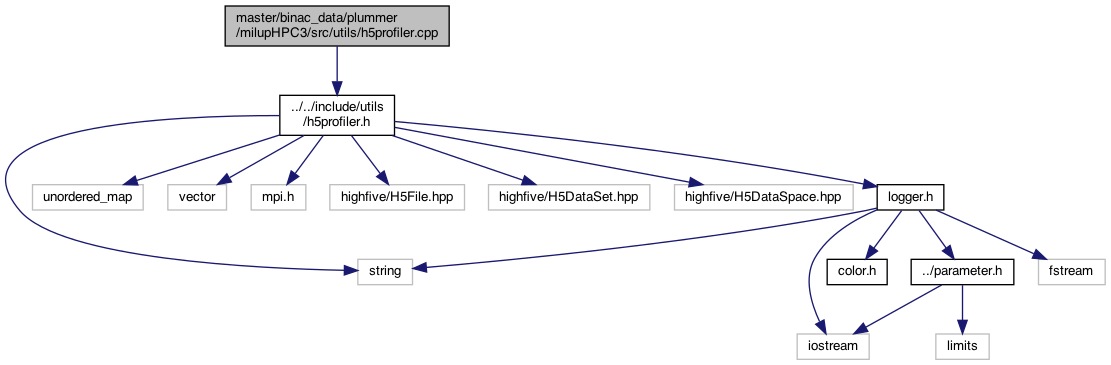 master/binac_data/plummer
/milupHPC3/src/utils/h5profiler.cpp
../../include/utils
/h5profiler.h
unordered_map
vector
mpi.h
highfive/H5File.hpp
highfive/H5DataSet.hpp
highfive/H5DataSpace.hpp
logger.h
string
color.h
../parameter.h
fstream
iostream
limits